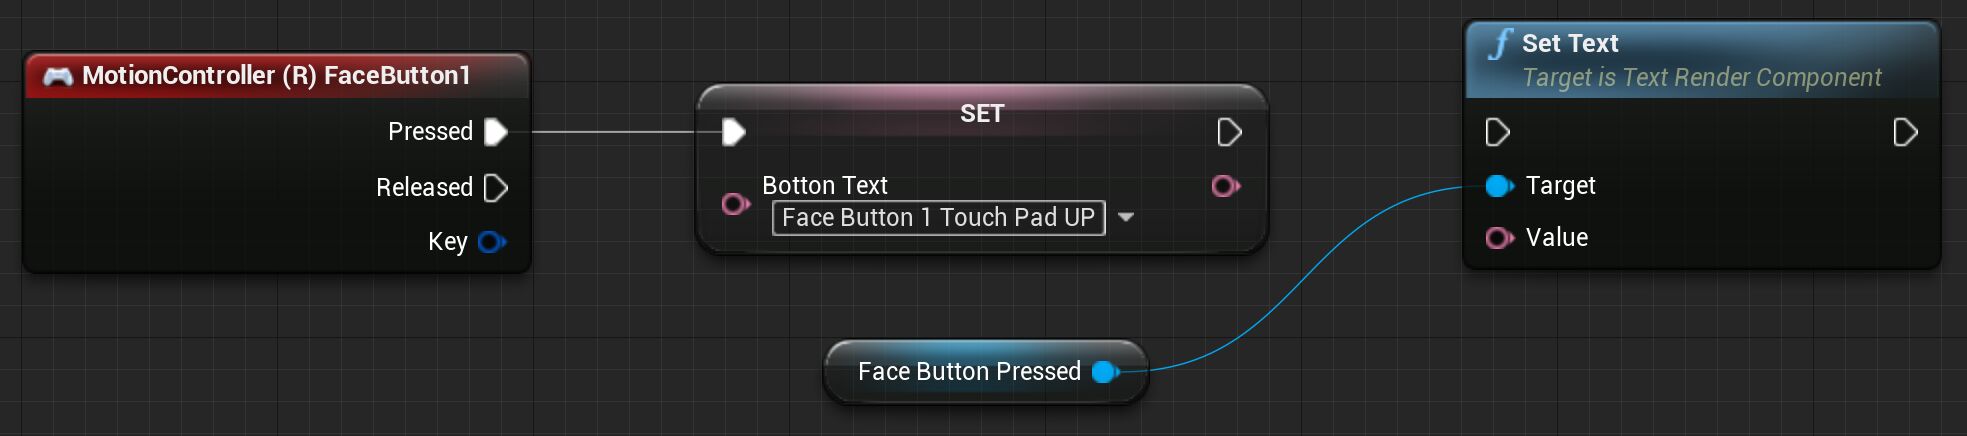 MotionController (R) FaceButton1
Pressed
Released
Key
SET
Botton Text
Face Button 1 Touch Pad UP
Face Button Pressed
f Set Text
Target is Text Render Component
Target
Value